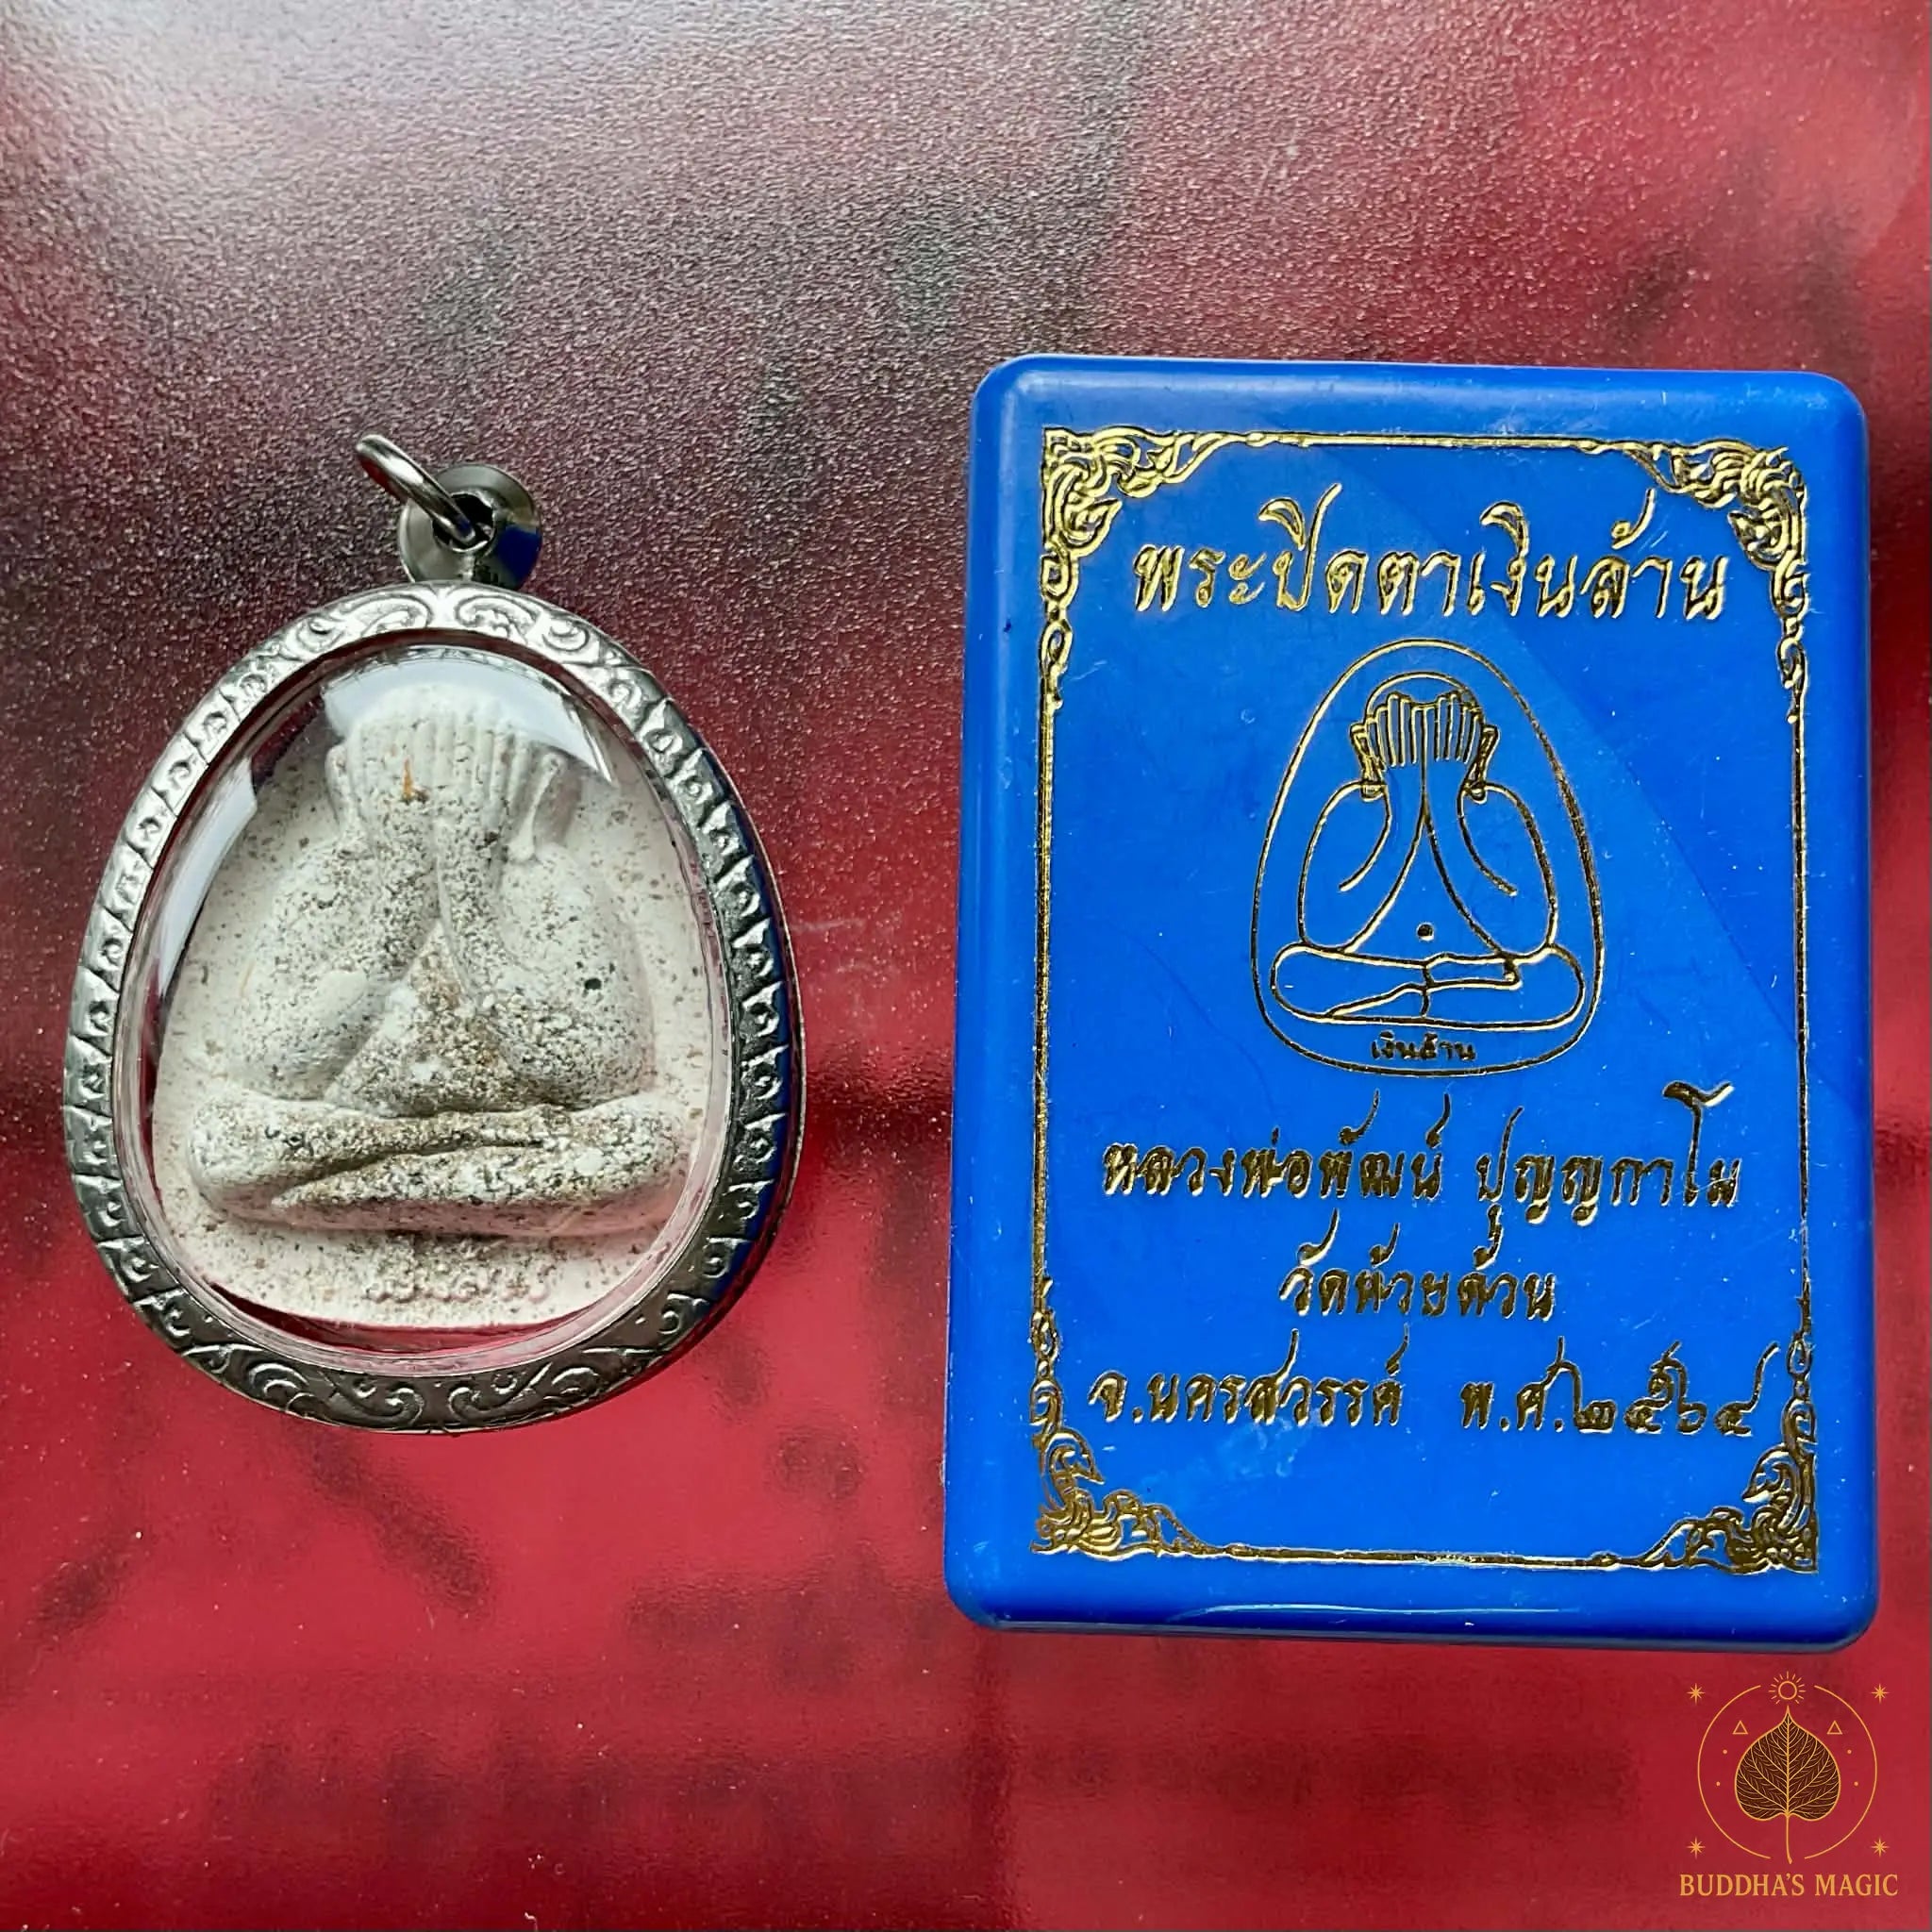 พระปิดตาเงินล้าน
เงินล้าน
หลวงพ่อพัฒน์ ปุญญกาโม
วัดห้วยด้วน
จ.นครสวรรค์ พ.ศ.๒๕๖๔
BUDDHA'S MAGIC